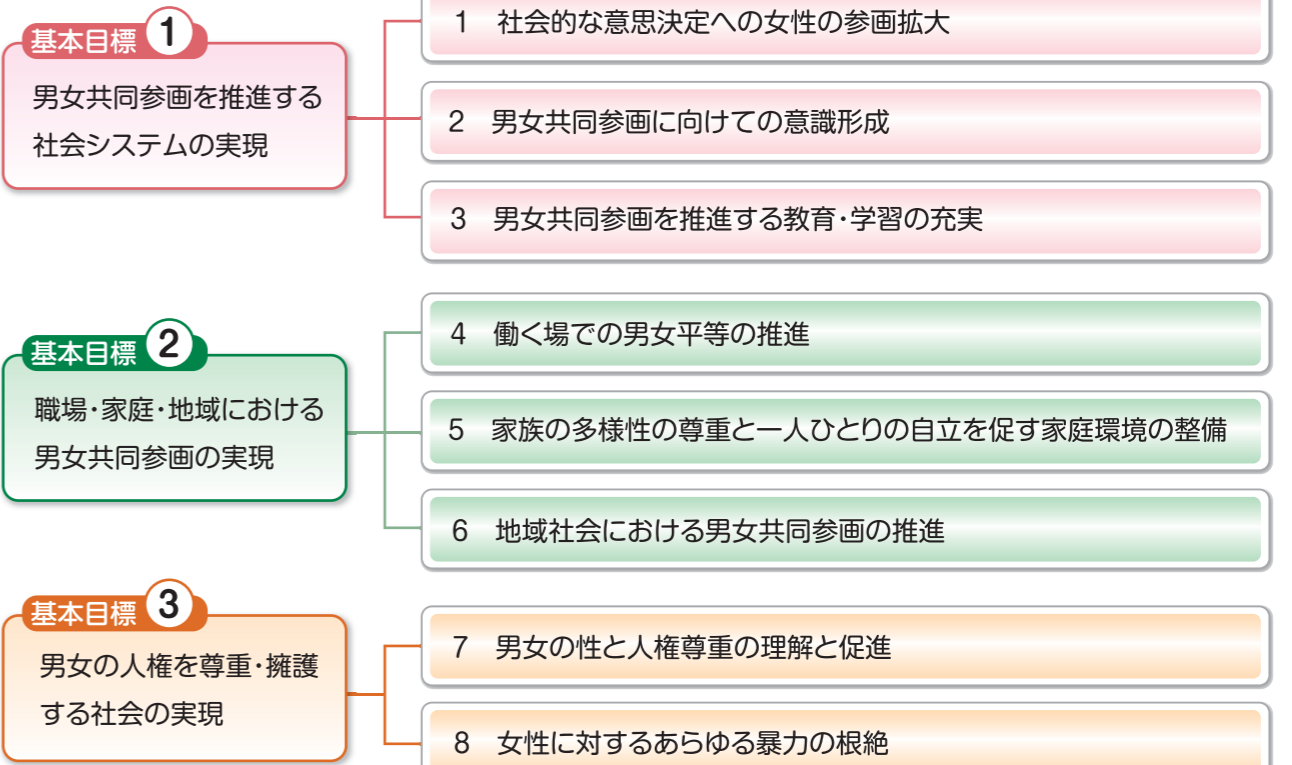 基本目標 1
男女共同参画を推進する
社会システムの実現
1 社会的な意思決定への女性の参画拡大
2 男女共同参画に向けての意識形成
3 男女共同参画を推進する教育・学習の充実
基本目標 2
職場・家庭・地域における
男女共同参画の実現
4 働く場での男女平等の推進
5 家族の多様性の尊重と一人ひとりの自立を促す家庭環境の整備
6 地域社会における男女共同参画の推進
基本目標 3
男女の人権を尊重・擁護
する社会の実現
7 男女の性と人権尊重の理解と促進
8 女性に対するあらゆる暴力の根絶